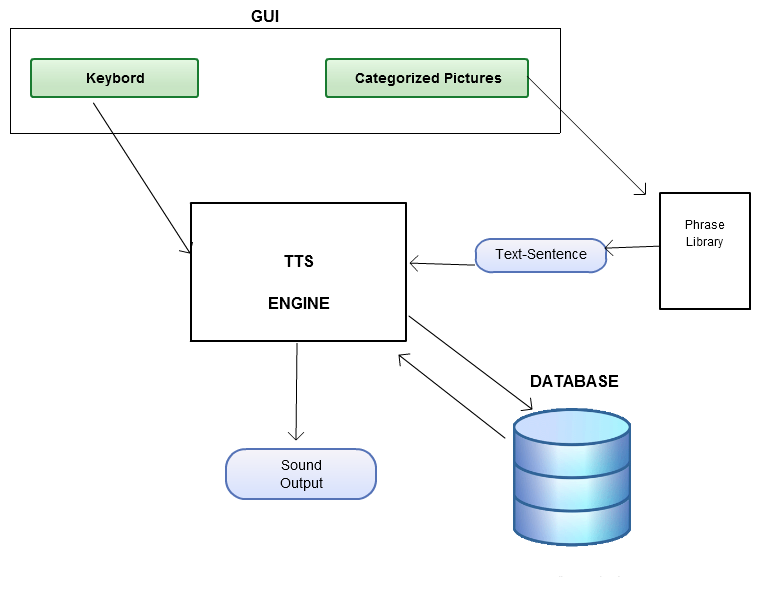 GUI
Keybord
Categorized Pictures
Phrase
Library
Text-Sentence
TTS
ENGINE
DATABASE
Sound
Output